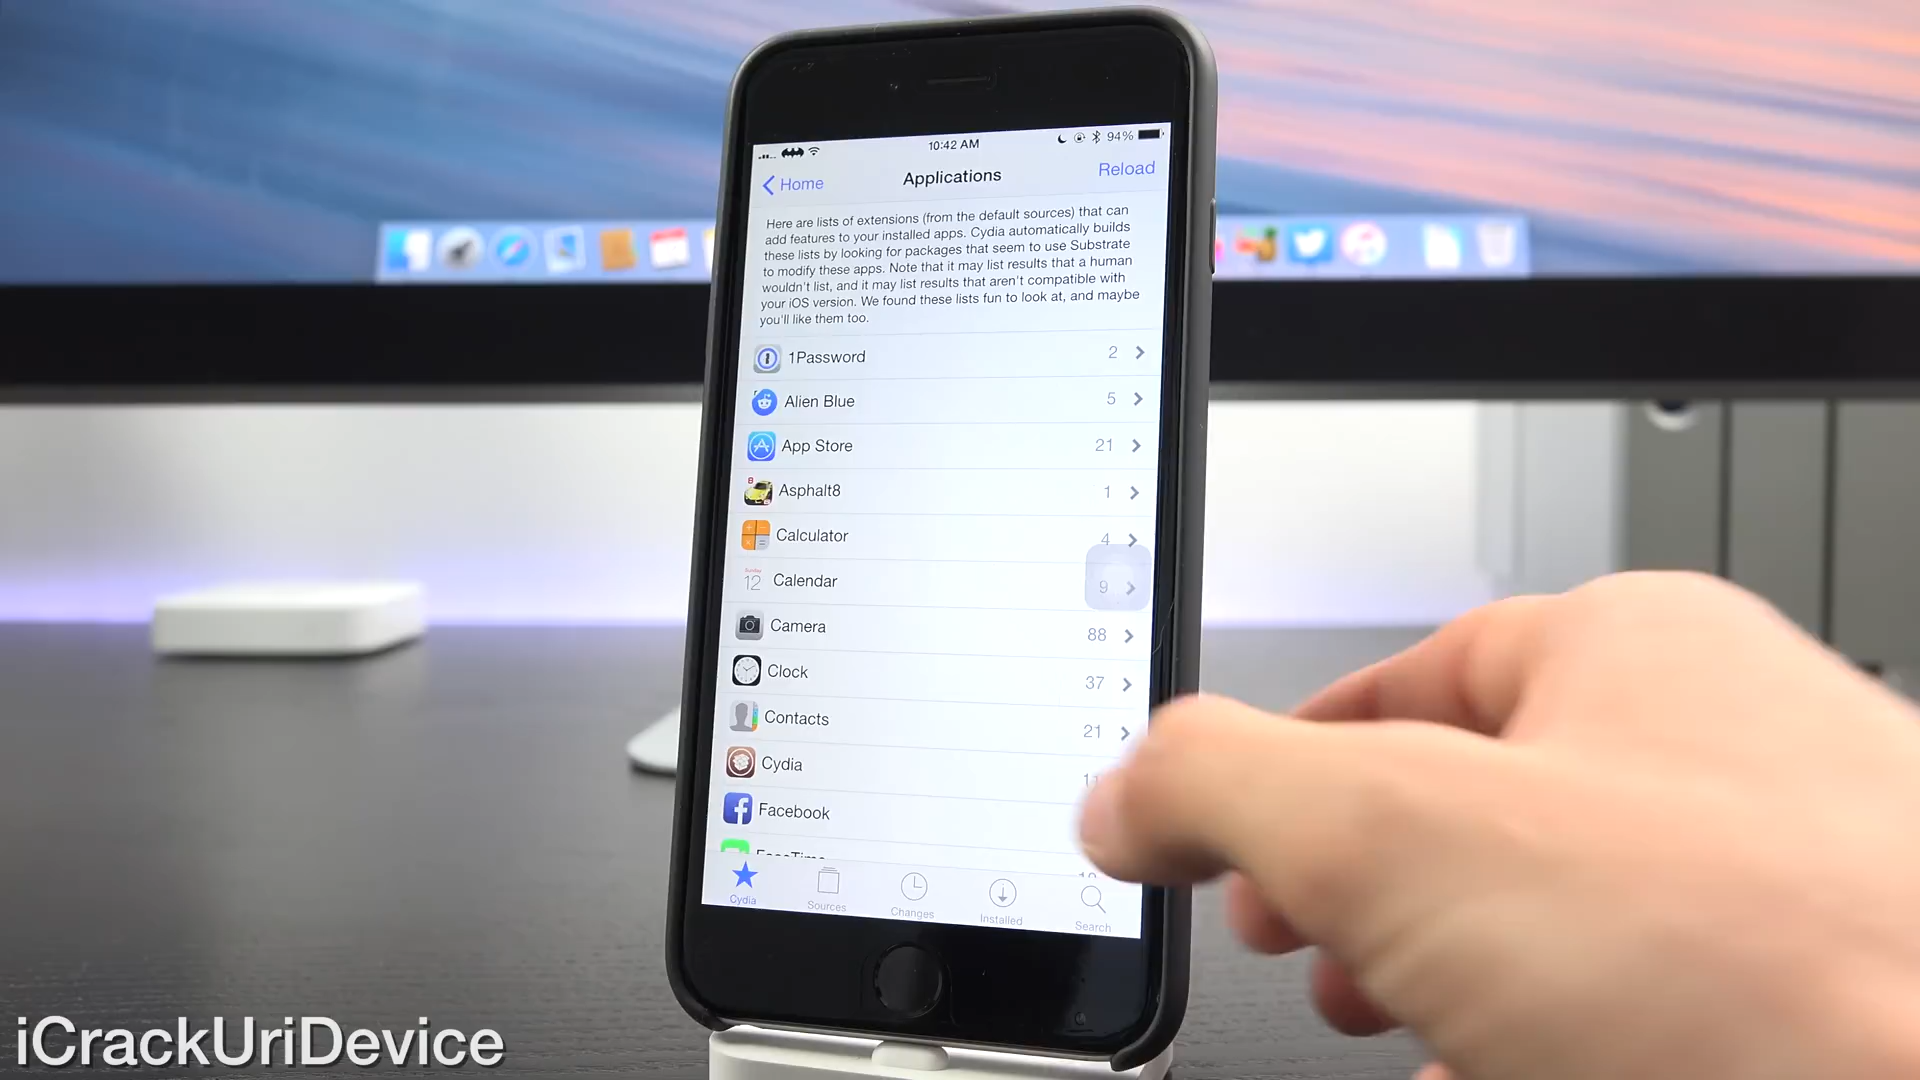 10:42 AM
94%
Home
Applications
Reload
Here are lists of extensions (from the default sources) that can
add features to your installed apps. Cydia automatically builds
these lists by looking for packages that seem to use Substrate
to modify these apps. Note that it may list results that a human
wouldn't list, and it may list results that aren't compatible with
your iOS version. We found these lists fun to look at, and maybe
you'll like them too.
1Password 2
Alien Blue 5
App Store 21
Asphalt8 1
Calculator 4
Sunday
12
Calendar 9
Camera 88
Clock 37
Contacts 21
Cydia
Facebook
FaceTime
Cydia
Sources
Changes
Installed
Search
iCrackUriDevice